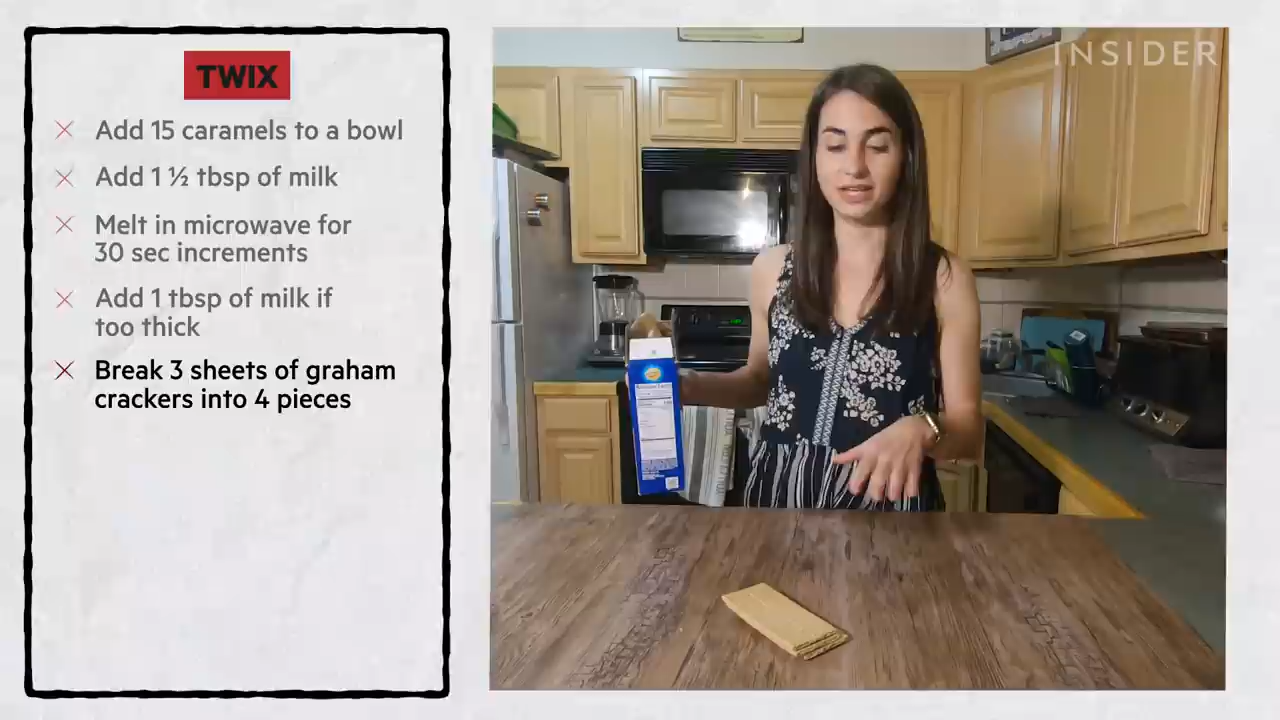 TWIX
Add 15 caramels to a bowl
Add 1 ½ tbsp of milk
Melt in microwave for
30 sec increments
Add 1 tbsp of milk if
too thick
Break 3 sheets of graham
crackers into 4 pieces
INSIDER